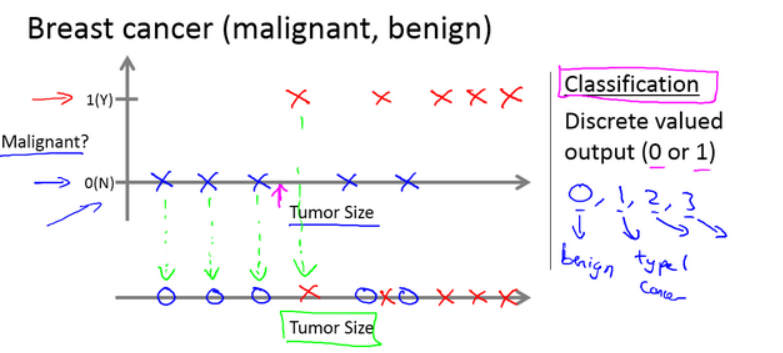 Breast cancer (malignant, benign)
1(Y)
Malignant?
0(N)
Tumor Size
Tumor Size
Classification
Discrete valued
output (0 or 1)
0, 1, 2, 3
benign type 1
cancer